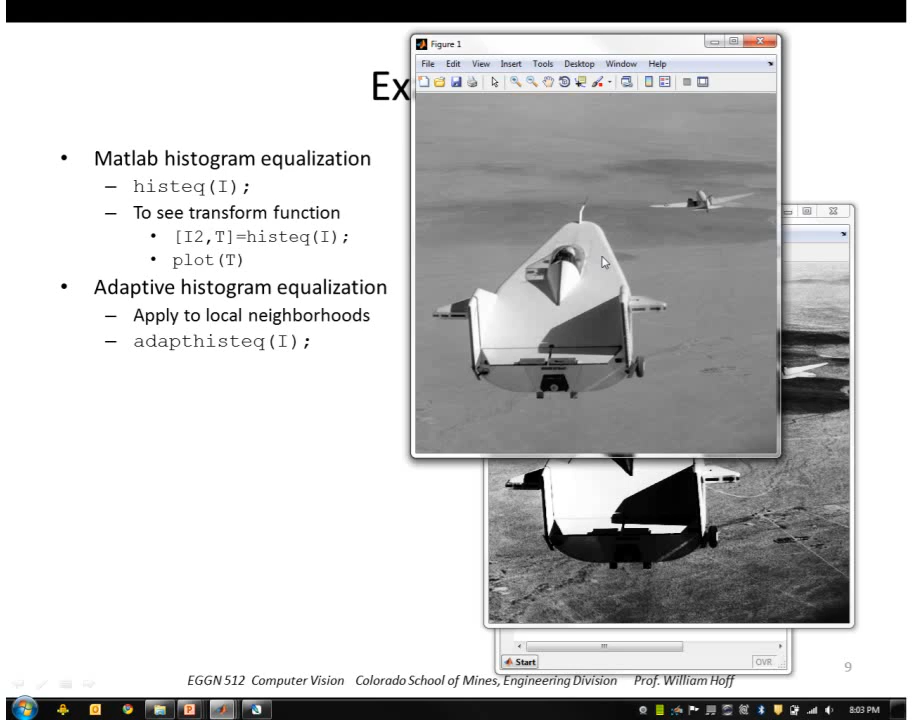 Figure 1
File Edit View Insert Tools Desktop Window Help
Ex
• Matlab histogram equalization
– histeq(I);
– To see transform function
• [I2,T]=histeq(I);
• plot(T)
• Adaptive histogram equalization
– Apply to local neighborhoods
– adapthisteq(I);
Start
OVR
9
EGGN 512 Computer Vision Colorado School of Mines, Engineering Division Prof. William Hoff
8:03 PM